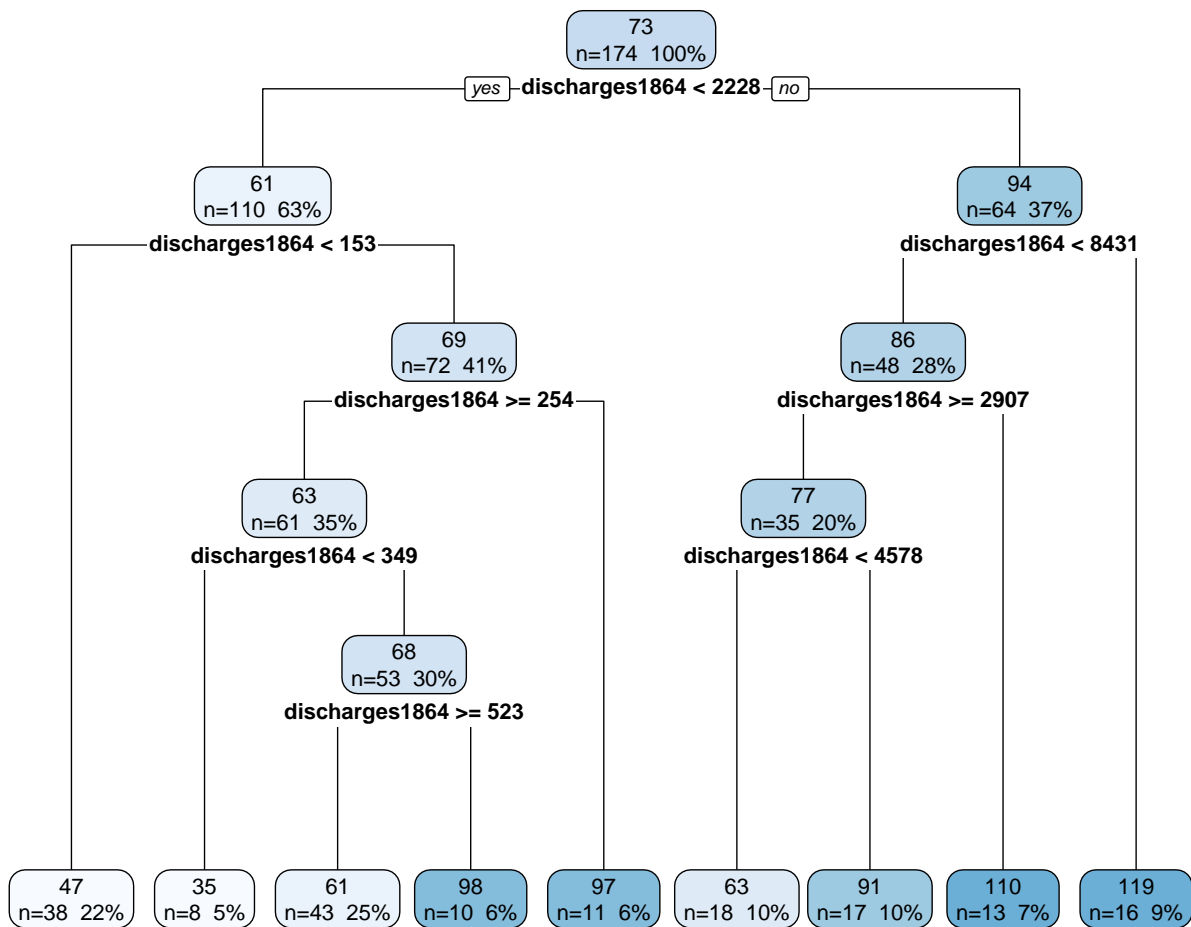 73
n=174 100%
yes discharges1864 < 2228 no
61
n=110 63%
94
n=64 37%
discharges1864 < 153
discharges1864 < 8431
69
n=72 41%
86
n=48 28%
discharges1864 >= 254
discharges1864 >= 2907
63
n=61 35%
77
n=35 20%
discharges1864 < 349
discharges1864 < 4578
68
n=53 30%
discharges1864 >= 523
47
n=38 22%
35
n=8 5%
61
n=43 25%
98
n=10 6%
97
n=11 6%
63
n=18 10%
91
n=17 10%
110
n=13 7%
119
n=16 9%